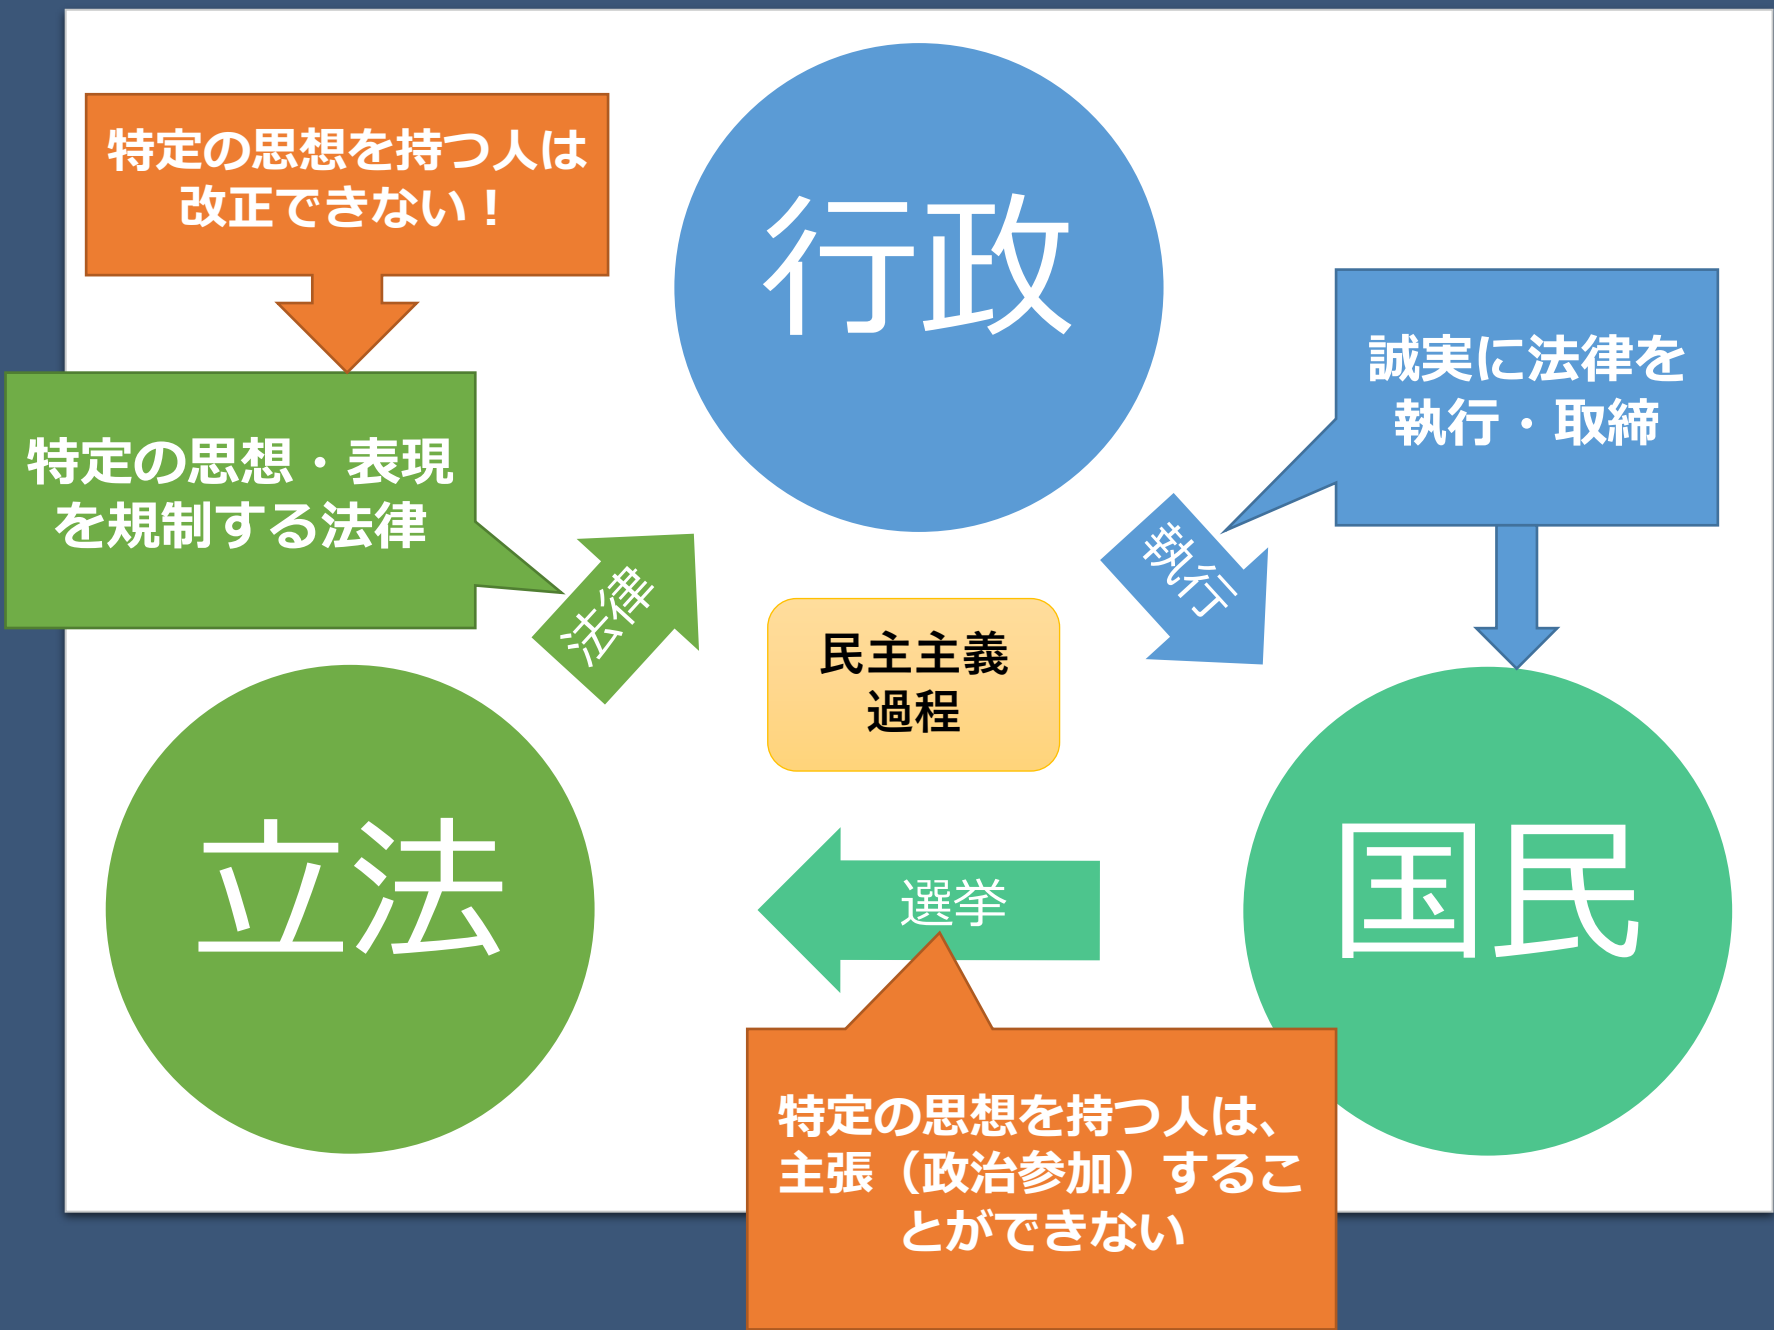 特定の思想を持つ人は
改正できない！
行政
誠実に法律を
執行・取締
特定の思想・表現
を規制する法律
法律
執行
民主主義
過程
立法
選挙
国民
特定の思想を持つ人は、
主張（政治参加）するこ
とができない